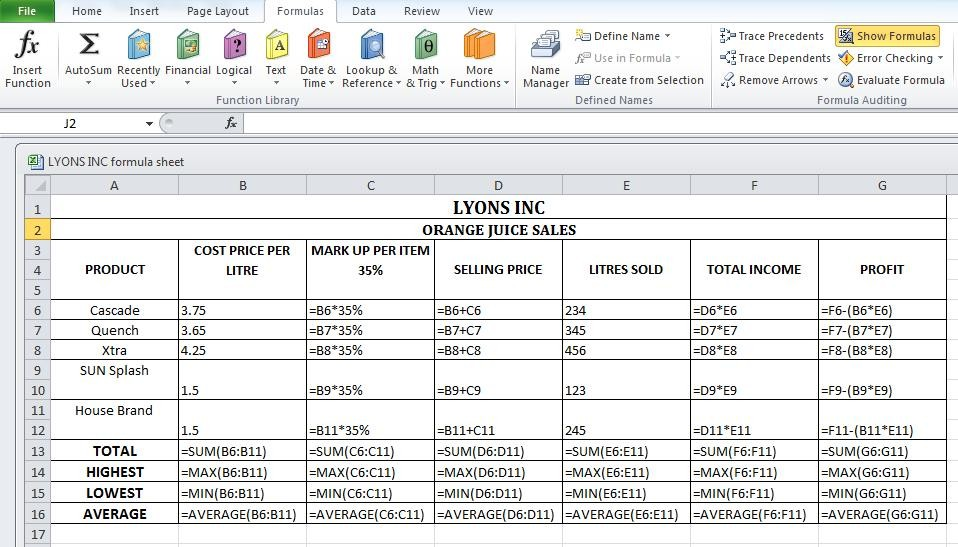 File Home Insert Page Layout Formulas Data Review View
fx Σ ★ ? A θ Define Name Trace Precedents Show Formulas
Insert Function AutoSum Recently Used Financial Logical Text Date & Time Lookup & Reference Math & Trig More Functions Name Manager Use in Formula Trace Dependents Error Checking
Create from Selection Remove Arrows Evaluate Formula
Function Library Defined Names Formula Auditing
J2 fx
LYONS INC formula sheet
A B C D E F G
1 LYONS INC
2 ORANGE JUICE SALES
3 COST PRICE PER MARK UP PER ITEM
4 PRODUCT LITRE 35% SELLING PRICE LITRES SOLD TOTAL INCOME PROFIT
5
6 Cascade 3.75 =B6*35% =B6+C6 234 =D6*E6 =F6-(B6*E6)
7 Quench 3.65 =B7*35% =B7+C7 345 =D7*E7 =F7-(B7*E7)
8 Xtra 4.25 =B8*35% =B8+C8 456 =D8*E8 =F8-(B8*E8)
9 SUN Splash
10 1.5 =B9*35% =B9+C9 123 =D9*E9 =F9-(B9*E9)
11 House Brand
12 1.5 =B11*35% =B11+C11 245 =D11*E11 =F11-(B11*E11)
13 TOTAL =SUM(B6:B11) =SUM(C6:C11) =SUM(D6:D11) =SUM(E6:E11) =SUM(F6:F11) =SUM(G6:G11)
14 HIGHEST =MAX(B6:B11) =MAX(C6:C11) =MAX(D6:D11) =MAX(E6:E11) =MAX(F6:F11) =MAX(G6:G11)
15 LOWEST =MIN(B6:B11) =MIN(C6:C11) =MIN(D6:D11) =MIN(E6:E11) =MIN(F6:F11) =MIN(G6:G11)
16 AVERAGE =AVERAGE(B6:B11) =AVERAGE(C6:C11) =AVERAGE(D6:D11) =AVERAGE(E6:E11) =AVERAGE(F6:F11) =AVERAGE(G6:G11)
17